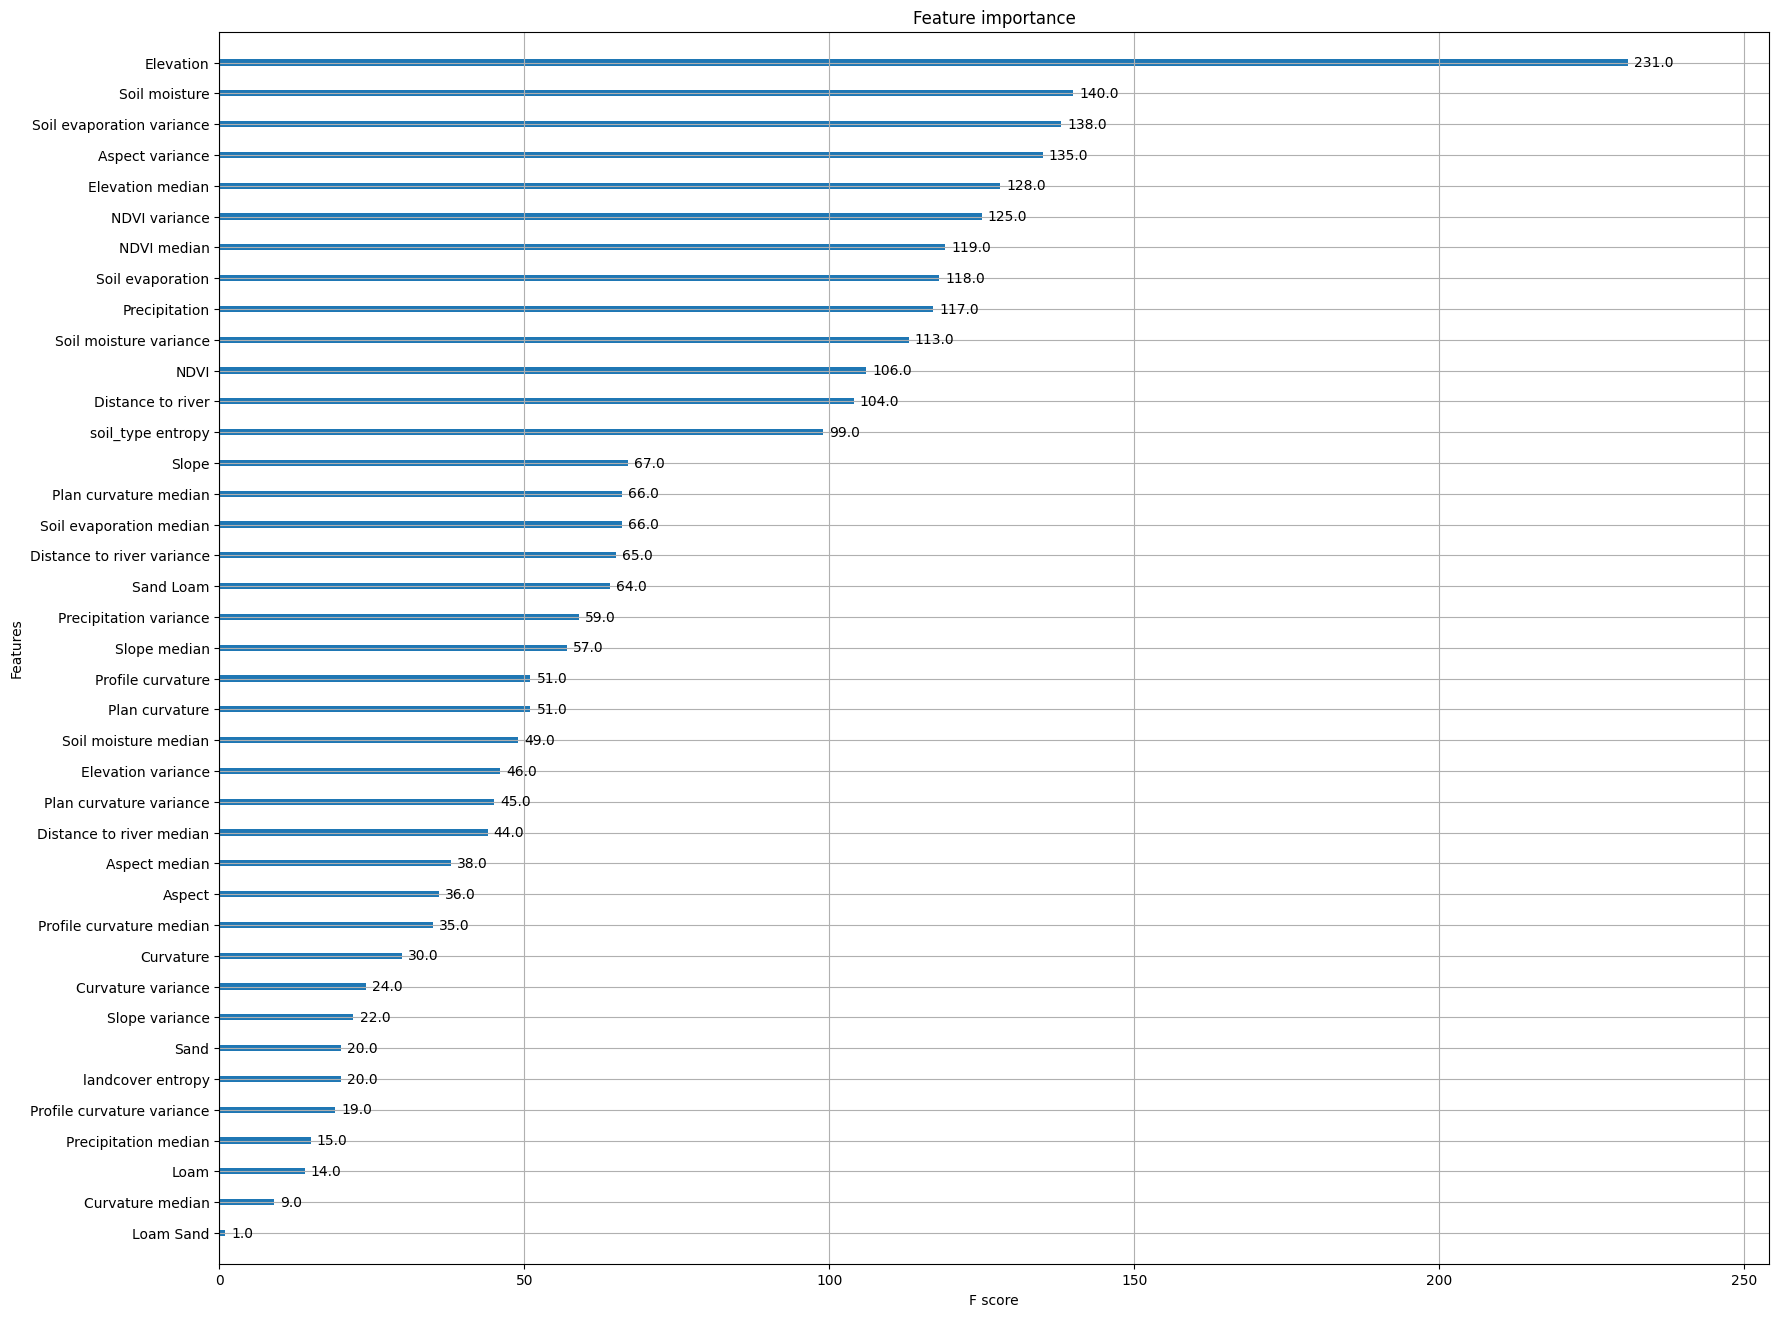 Feature importance
Elevation 231.0
Soil moisture 140.0
Soil evaporation variance 138.0
Aspect variance 135.0
Elevation median 128.0
NDVI variance 125.0
NDVI median 119.0
Soil evaporation 118.0
Precipitation 117.0
Soil moisture variance 113.0
NDVI 106.0
Distance to river 104.0
soil_type entropy 99.0
Slope 67.0
Plan curvature median 66.0
Soil evaporation median 66.0
Distance to river variance 65.0
Sand Loam 64.0
Precipitation variance 59.0
Slope median 57.0
Profile curvature 51.0
Plan curvature 51.0
Soil moisture median 49.0
Elevation variance 46.0
Plan curvature variance 45.0
Distance to river median 44.0
Aspect median 38.0
Aspect 36.0
Profile curvature median 35.0
Curvature 30.0
Curvature variance 24.0
Slope variance 22.0
Sand 20.0
landcover entropy 20.0
Profile curvature variance 19.0
Precipitation median 15.0
Loam 14.0
Curvature median 9.0
Loam Sand 1.0
Features
0 50 100 150 200 250
F score